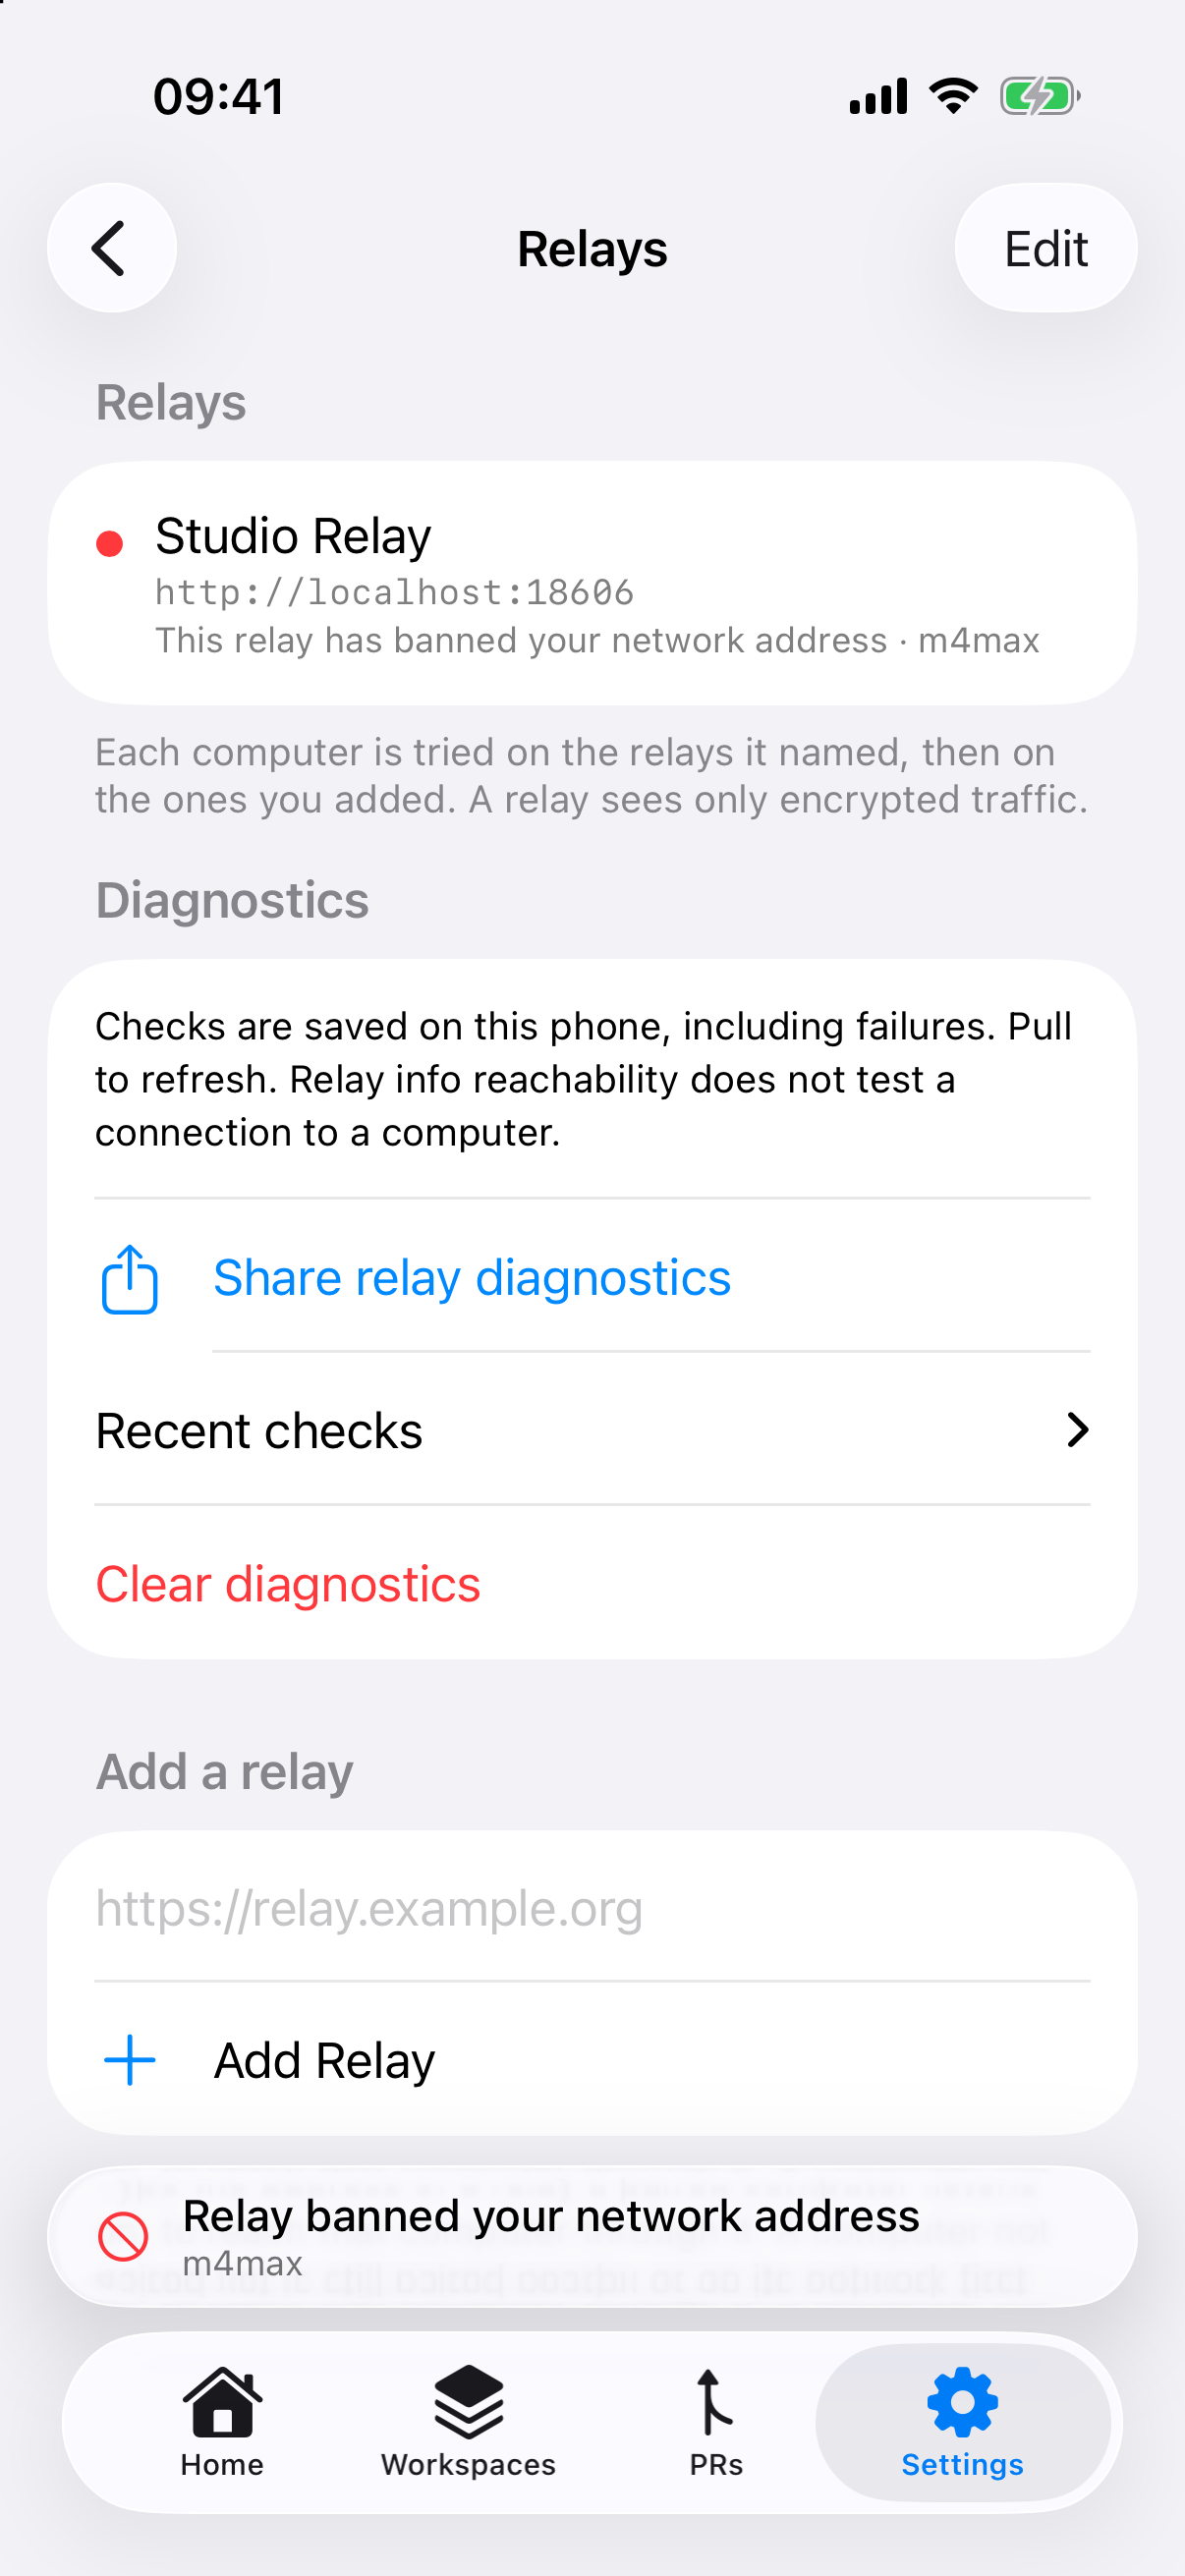 09:41
Relays
Edit
Relays
Studio Relay
http://localhost:18606
This relay has banned your network address · m4max
Each computer is tried on the relays it named, then on
the ones you added. A relay sees only encrypted traffic.
Diagnostics
Checks are saved on this phone, including failures. Pull
to refresh. Relay info reachability does not test a
connection to a computer.
Share relay diagnostics
Recent checks
Clear diagnostics
Add a relay
https://relay.example.org
Add Relay
Relay banned your network address
m4max
Home
Workspaces
PRs
Settings